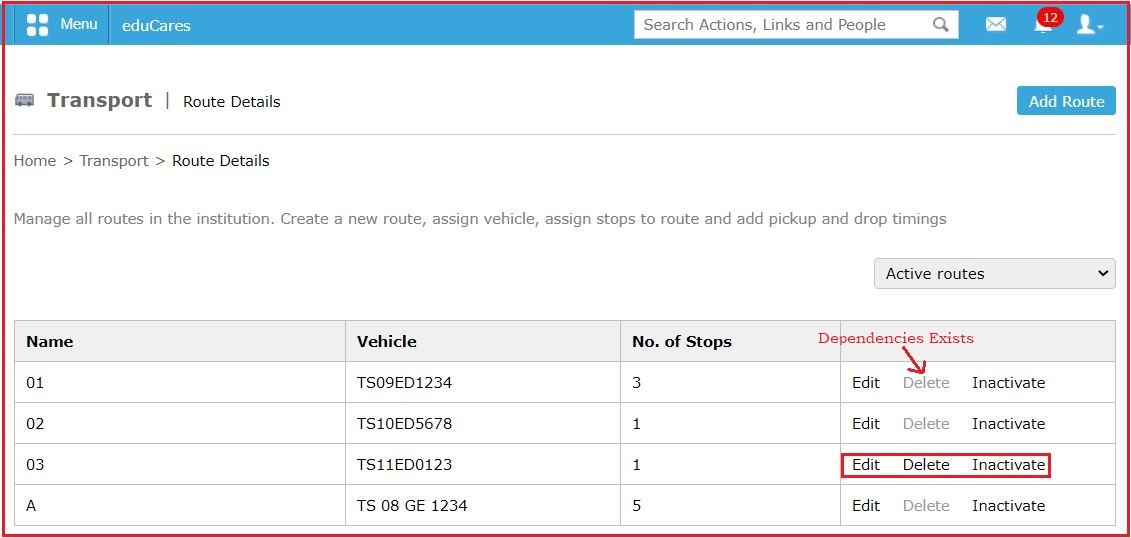 Menu eduCares Search Actions, Links and People 12
Transport | Route Details Add Route
Home > Transport > Route Details
Manage all routes in the institution. Create a new route, assign vehicle, assign stops to route and add pickup and drop timings
Active routes
Name Vehicle No. of Stops Dependencies Exists
01 TS09ED1234 3 Edit Delete Inactivate
02 TS10ED5678 1 Edit Delete Inactivate
03 TS11ED0123 1 Edit Delete Inactivate
A TS 08 GE 1234 5 Edit Delete Inactivate